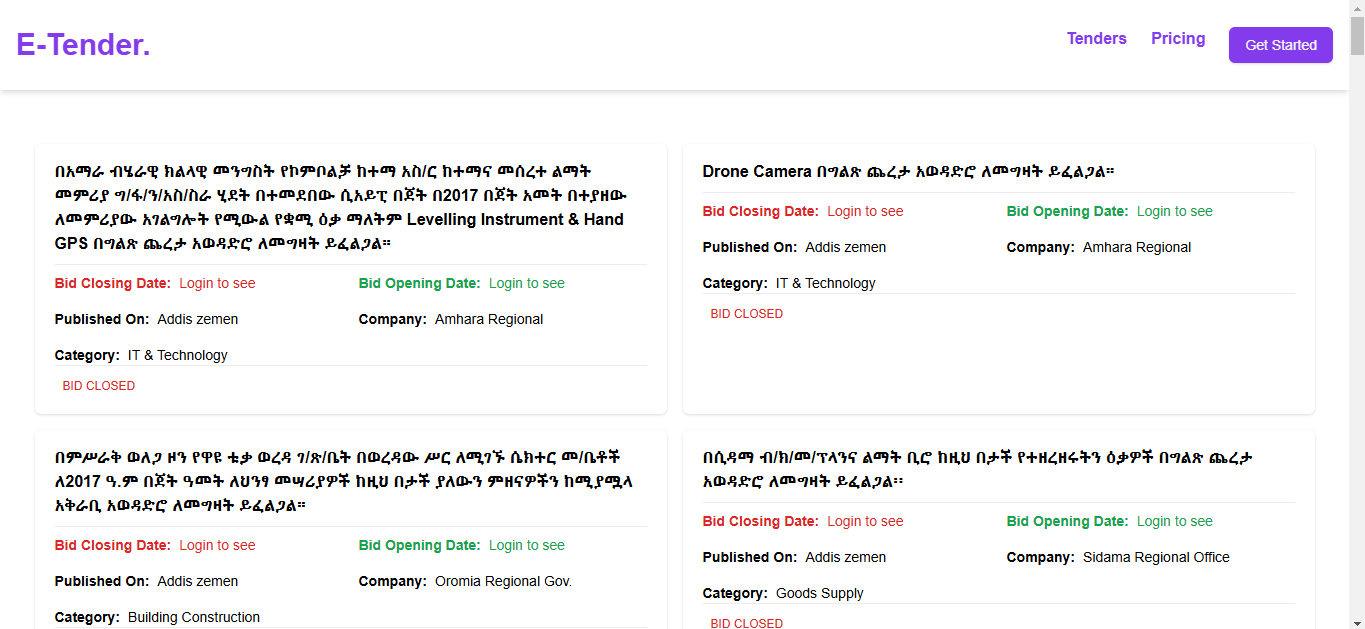 E-Tender.
Tenders
Pricing
Get Started
በአማራ ብሄራዊ ክልላዊ መንግስት የኮምቦልቻ ከተማ አስ/ር ከተማና መሰረተ ልማት
መምሪያ ግ/ፋ/ን/አስ/ስራ ሂደት በተመደበው ሲአይፒ በጀት በ2017 በጀት አመት በተያዘው
ለመምሪያው አገልግሎት የሚውል የቋሚ ዕቃ ማለትም Levelling Instrument & Hand
GPS በግልጽ ጨረታ አወዳድሮ ለመግዛት ይፈልጋል።
Bid Closing Date: Login to see
Bid Opening Date: Login to see
Published On: Addis zemen
Company: Amhara Regional
Category: IT & Technology
BID CLOSED
Drone Camera በግልጽ ጨረታ አወዳድሮ ለመግዛት ይፈልጋል።
Bid Closing Date: Login to see
Bid Opening Date: Login to see
Published On: Addis zemen
Company: Amhara Regional
Category: IT & Technology
BID CLOSED
በምሥራቅ ወለጋ ዞን የዋዩ ቱቃ ወረዳ ገ/ጽ/ቤት በወረዳው ሥር ለሚገኙ ሴክተር መ/ቤቶች
ለ2017 ዓ.ም በጀት ዓመት ለህንፃ መሣሪያዎች ከዚህ በታች ያለውን ምዘናዎችን ከሚያሟላ
አቅራቢ አወዳድሮ ለመግዛት ይፈልጋል።
Bid Closing Date: Login to see
Bid Opening Date: Login to see
Published On: Addis zemen
Company: Oromia Regional Gov.
Category: Building Construction
በሲዳማ ብ/ክ/መ/ፕላንና ልማት ቢሮ ከዚህ በታች የተዘረዘሩትን ዕቃዎች በግልጽ ጨረታ
አወዳድሮ ለመግዛት ይፈልጋል፡፡
Bid Closing Date: Login to see
Bid Opening Date: Login to see
Published On: Addis zemen
Company: Sidama Regional Office
Category: Goods Supply
BID CLOSED